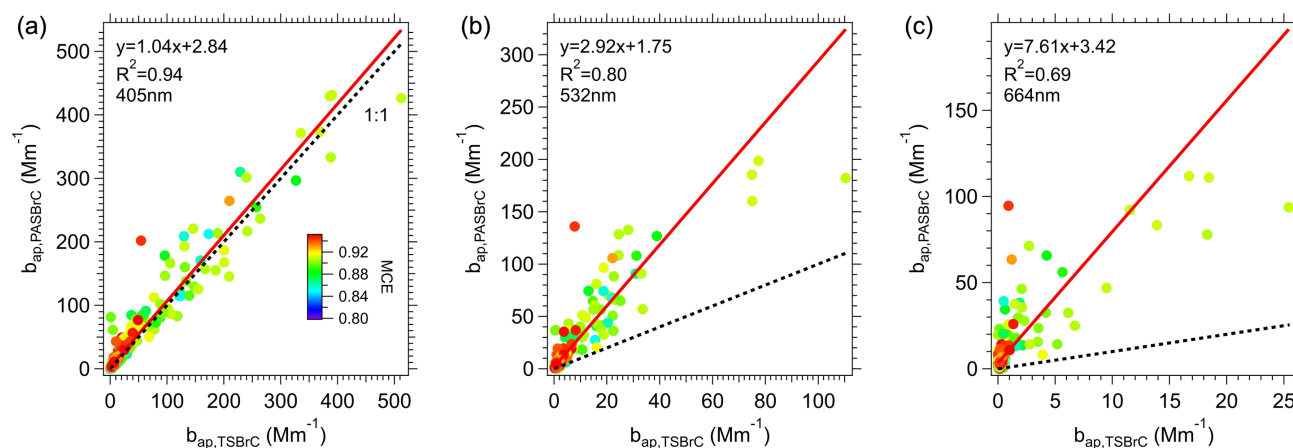 (a)
y=1.04x+2.84
R²=0.94
405nm
1:1
500
400
300
200
100
0
b_ap,PASBrC (Mm⁻¹)
0 100 200 300 400 500
b_ap,TSBrC (Mm⁻¹)
0.92
0.88
0.84
0.80
MCE
(b)
y=2.92x+1.75
R²=0.80
532nm
300
250
200
150
100
50
0
b_ap,PASBrC (Mm⁻¹)
0 20 40 60 80 100
b_ap,TSBrC (Mm⁻¹)
(c)
y=7.61x+3.42
R²=0.69
664nm
150
100
50
0
b_ap,PASBrC (Mm⁻¹)
0 5 10 15 20 25
b_ap,TSBrC (Mm⁻¹)